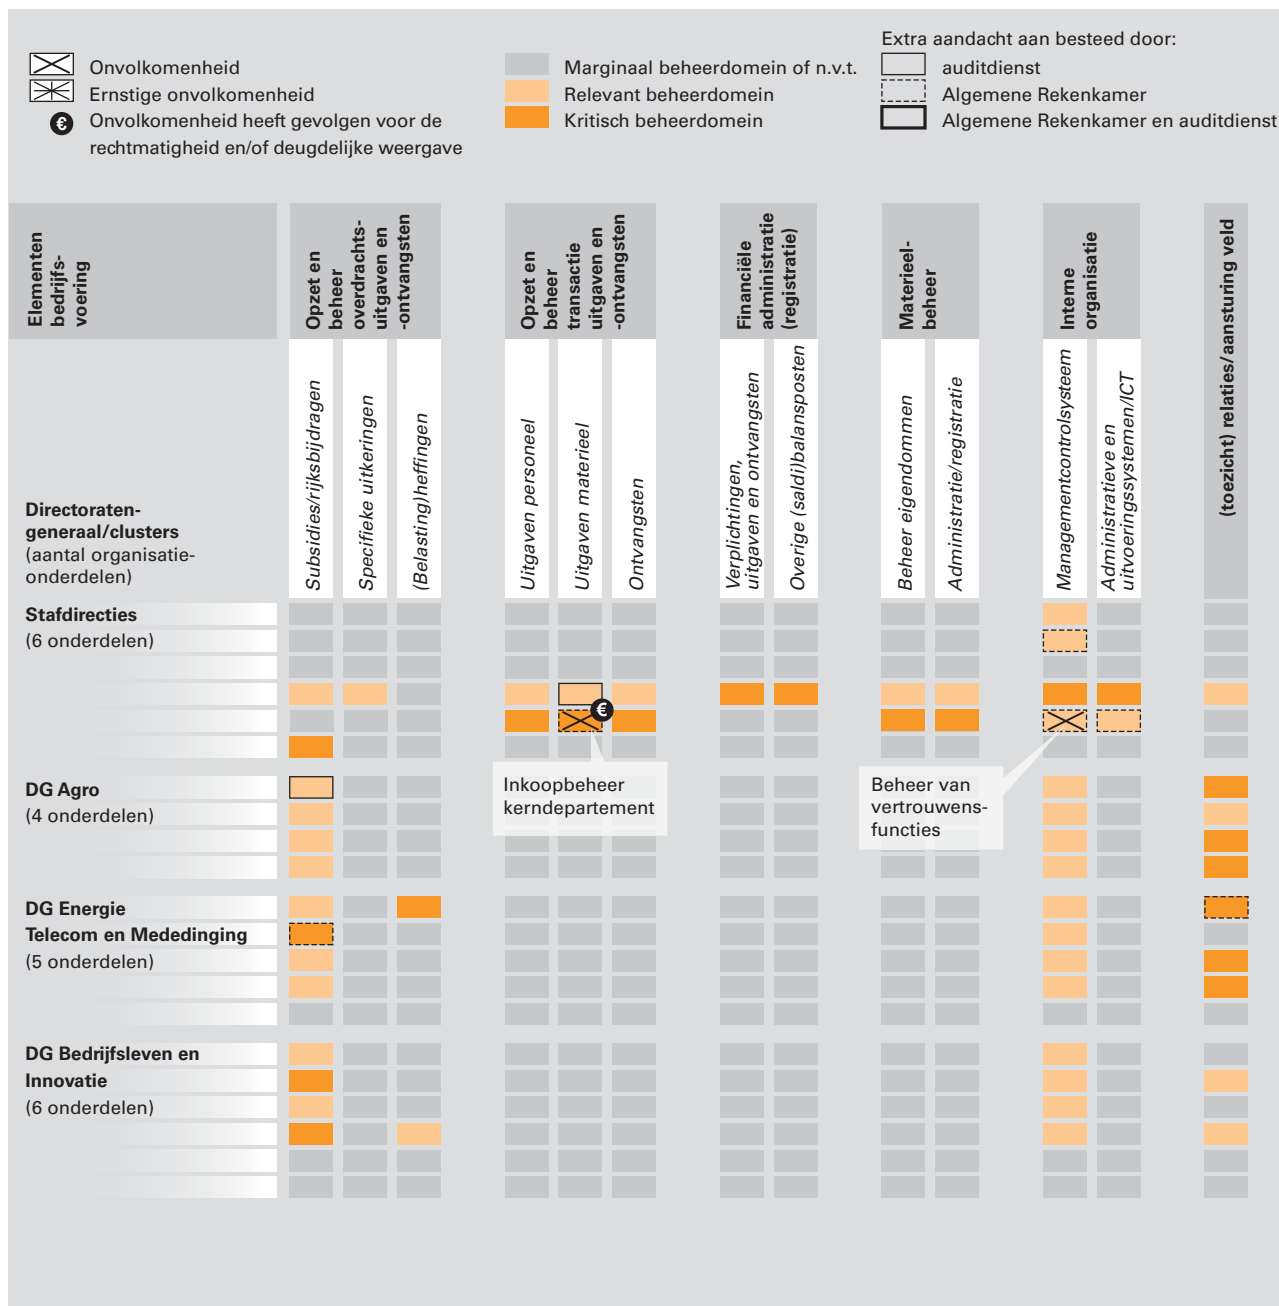 Onvolkomenheid
Ernstige onvolkomenheid
€
Onvolkomenheid heeft gevolgen voor de
rechtmatigheid en/of deugdelijke weergave
Marginaal beheerdomein of n.v.t.
Relevant beheerdomein
Kritisch beheerdomein
Extra aandacht aan besteed door:
auditdienst
Algemene Rekenkamer
Algemene Rekenkamer en auditdienst
Elementen
bedrijfs-
voering
Opzet en
beheer
overdrachts-
uitgaven en
-ontvangsten
Opzet en
beheer
transactie
uitgaven en
-ontvangsten
Financiële
administratie
(registratie)
Materieel-
beheer
Interne
organisatie
(toezicht) relaties/aansturing veld
Subsidies/rijksbijdragen
Specifieke uitkeringen
(Belasting)heffingen
Uitgaven personeel
Uitgaven materieel
Ontvangsten
Verplichtingen,
uitgaven en ontvangsten
Overige (saldi)balansposten
Beheer eigendommen
Administratie/registratie
Managementcontrolsysteem
Administratieve en
uitvoeringssystemen/ICT
Directoraten-
generaal/clusters
(aantal organisatie-
onderdelen)
Stafdirecties
(6 onderdelen)
€
Inkoopbeheer
kerndepartement
Beheer van
vertrouwens-
functies
DG Agro
(4 onderdelen)
DG Energie
Telecom en Mededinging
(5 onderdelen)
DG Bedrijfsleven en
Innovatie
(6 onderdelen)